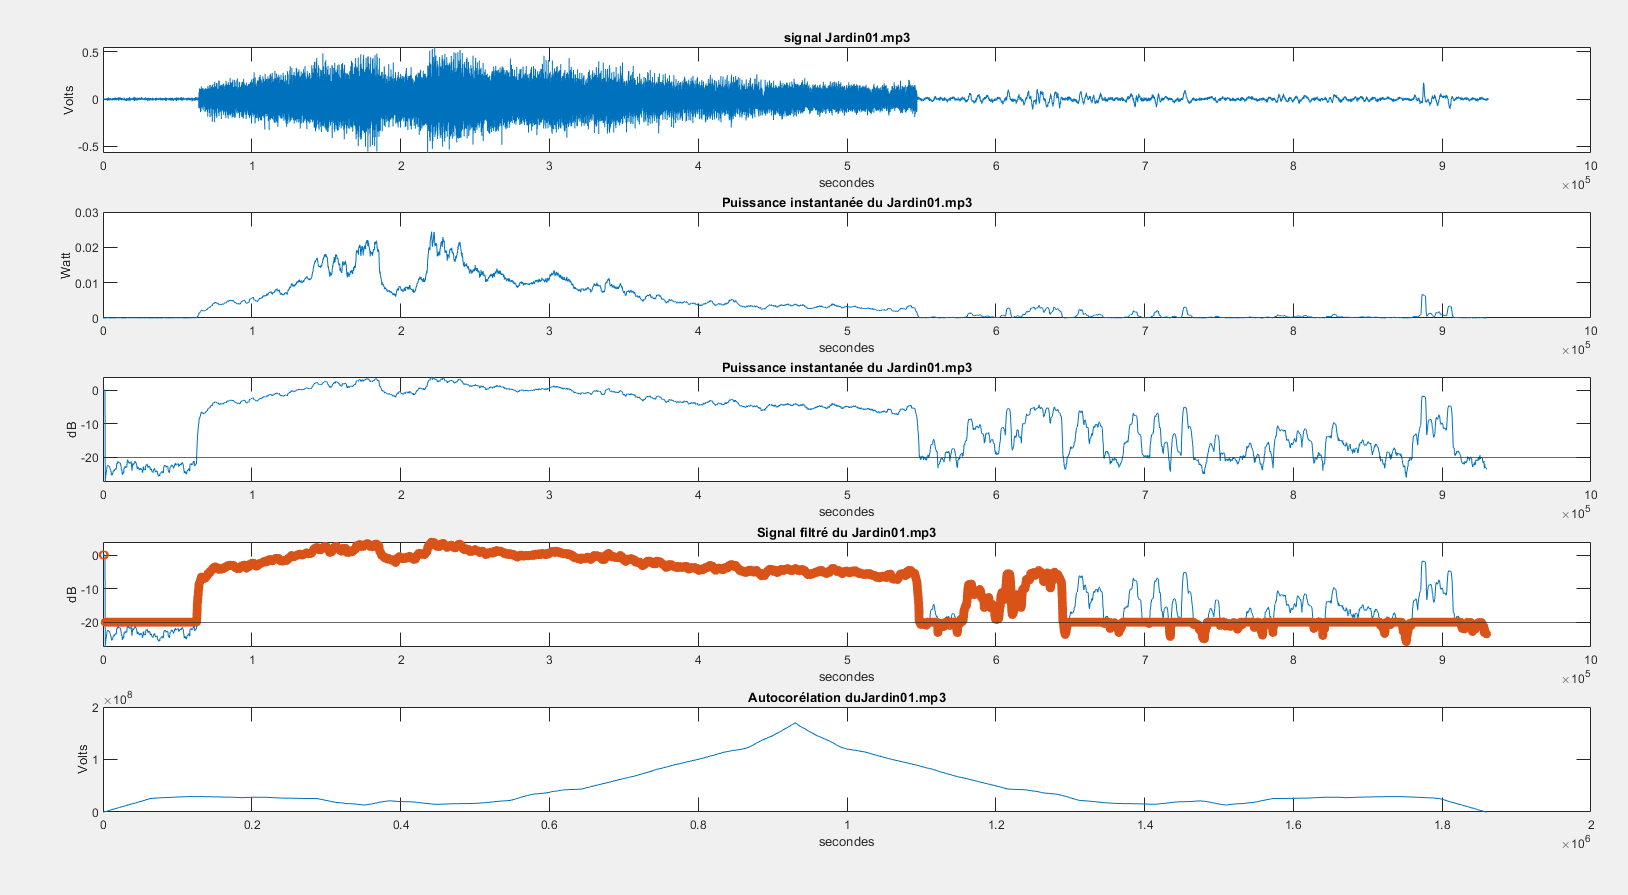 signal Jardin01.mp3
0.5
0
-0.5
Volts
0 1 2 3 4 5 6 7 8 9 10
secondes
×10^5
Puissance instantanée du Jardin01.mp3
0.03
0.02
0.01
0
Watt
0 1 2 3 4 5 6 7 8 9 10
secondes
×10^5
Puissance instantanée du Jardin01.mp3
0
-10
-20
dB
0 1 2 3 4 5 6 7 8 9 10
secondes
×10^5
Signal filtré du Jardin01.mp3
0
-10
-20
dB
0 1 2 3 4 5 6 7 8 9 10
secondes
×10^5
Autocorélation duJardin01.mp3
×10^8
2
1
0
Volts
0 0.2 0.4 0.6 0.8 1 1.2 1.4 1.6 1.8 2
secondes
×10^6